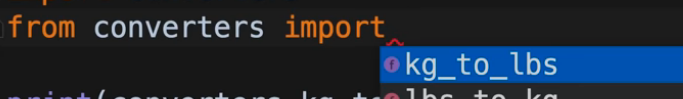 from converters import
kg_to_lbs
print(converters.kg_to
lbs_to_kg